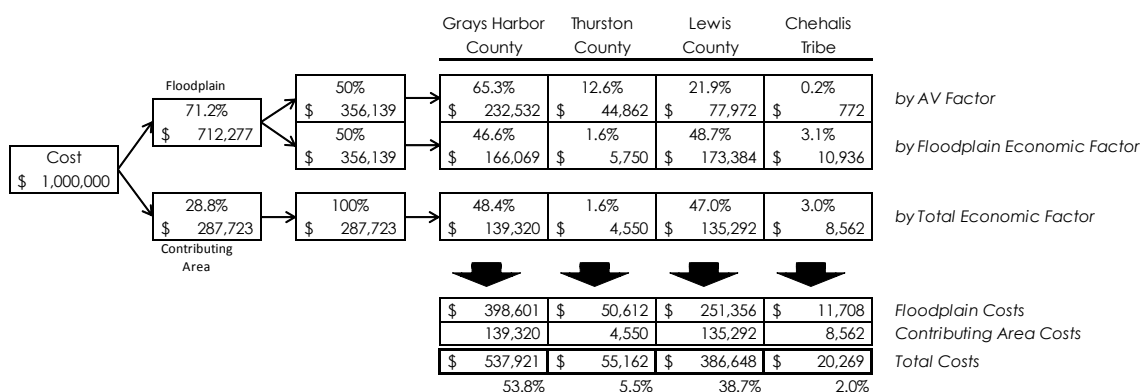 Grays Harbor Thurston Lewis Chehalis
County County County Tribe
Floodplain 50% 65.3% 12.6% 21.9% 0.2%
71.2% $ 356,139 $ 232,532 $ 44,862 $ 77,972 $ 772 by AV Factor
$ 712,277 50% 46.6% 1.6% 48.7% 3.1%
$ 356,139 $ 166,069 $ 5,750 $ 173,384 $ 10,936 by Floodplain Economic Factor
Cost
$ 1,000,000
28.8% 100% 48.4% 1.6% 47.0% 3.0%
$ 287,723 $ 287,723 $ 139,320 $ 4,550 $ 135,292 $ 8,562 by Total Economic Factor
Contributing
Area
$ 398,601 $ 50,612 $ 251,356 $ 11,708 Floodplain Costs
139,320 4,550 135,292 8,562 Contributing Area Costs
$ 537,921 $ 55,162 $ 386,648 $ 20,269 Total Costs
53.8% 5.5% 38.7% 2.0%